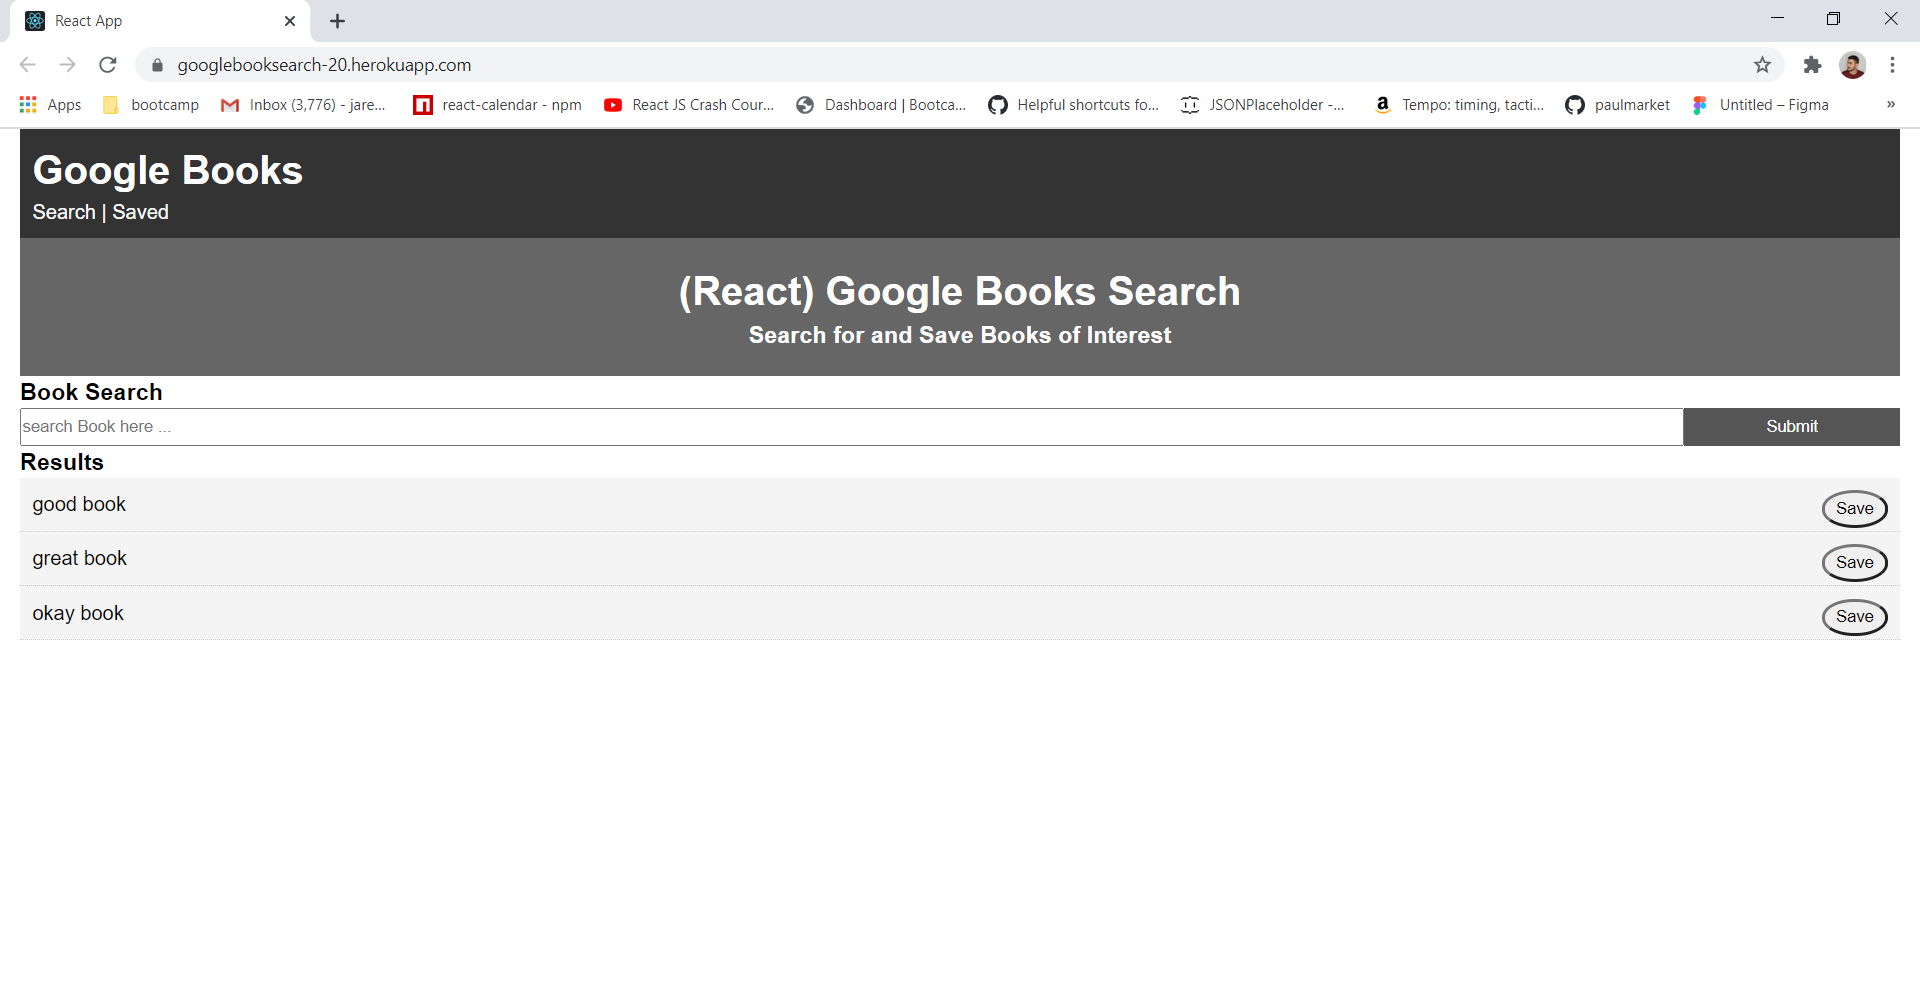 React App
googlebooksearch-20.herokuapp.com
Apps bootcamp Inbox (3,776) - jare... react-calendar - npm React JS Crash Cour... Dashboard | Bootca... Helpful shortcuts fo... JSONPlaceholder -... Tempo: timing, tacti... paulmarket Untitled – Figma »
Google Books
Search | Saved
(React) Google Books Search
Search for and Save Books of Interest
Book Search
search Book here ... Submit
Results
good book Save
great book Save
okay book Save